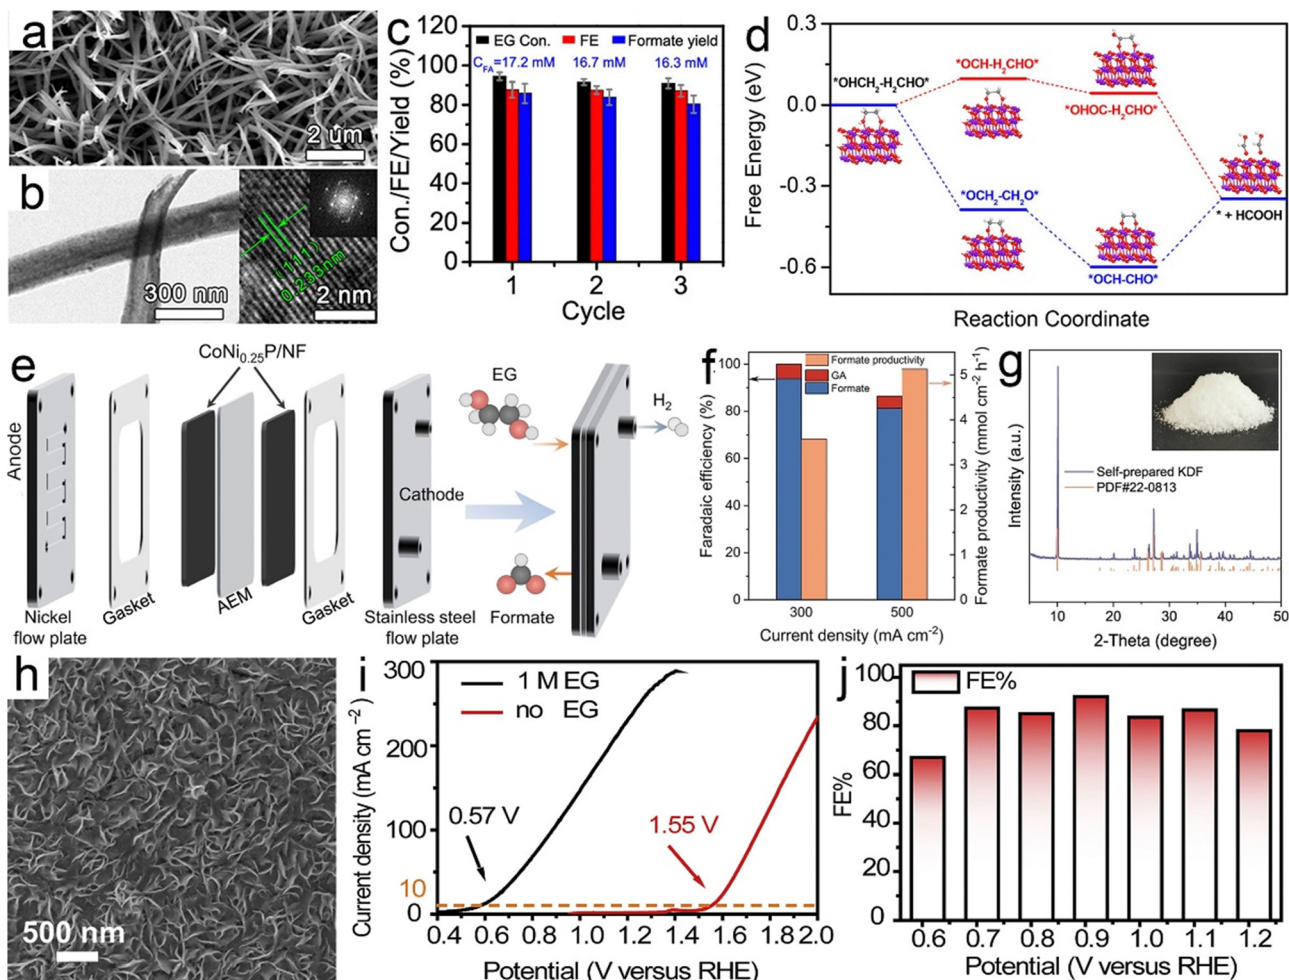 a
2 um
b
300 nm
(111)
0.233nm
2 nm
c
Con./FE/Yield (%)
120
100
80
60
40
20
0
EG Con. FE Formate yield
C_FA=17.2 mM 16.7 mM 16.3 mM
1 2 3
Cycle
d
Free Energy (eV)
0.3
0.0
-0.3
-0.6
*OHCH₂-H₂CHO*
*OCH-H₂CHO*
*OHOC-H₂CHO*
*OCH₂-CH₂O*
*OCH-CHO*
* + HCOOH
Reaction Coordinate
e
CoNi₀.₂₅P/NF
Anode
Nickel
flow plate
Gasket
AEM
Gasket
Cathode
Stainless steel
flow plate
EG
H₂
Formate
f
Faradaic efficiency (%)
100
80
60
40
20
0
Formate productivity
GA
Formate
300 500
Current density (mA cm⁻²)
5
4
3
2
1
0
Formate productivity (mmol cm⁻² h⁻¹)
g
Intensity (a.u.)
Self-prepared KDF
PDF#22-0813
10 20 30 40 50
2-Theta (degree)
h
500 nm
i
Current density (mA cm⁻²)
300
200
100
10
0
1 M EG
no EG
0.57 V
1.55 V
0.4 0.6 0.8 1.0 1.2 1.4 1.6 1.8 2.0
Potential (V versus RHE)
j
FE%
100
80
60
40
20
0
FE%
0.6 0.7 0.8 0.9 1.0 1.1 1.2
Potential (V versus RHE)